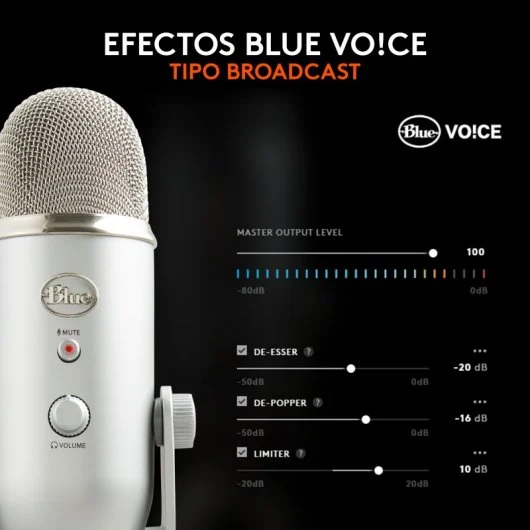 EFECTOS BLUE VO!CE
TIPO BROADCAST
Blue VO!CE
MASTER OUTPUT LEVEL
100
-80dB 0dB
Blue
MUTE
VOLUME
DE-ESSER ?
-20 dB
-50dB 0dB
DE-POPPER ?
-16 dB
-50dB 0dB
LIMITER ?
10 dB
-20dB 20dB